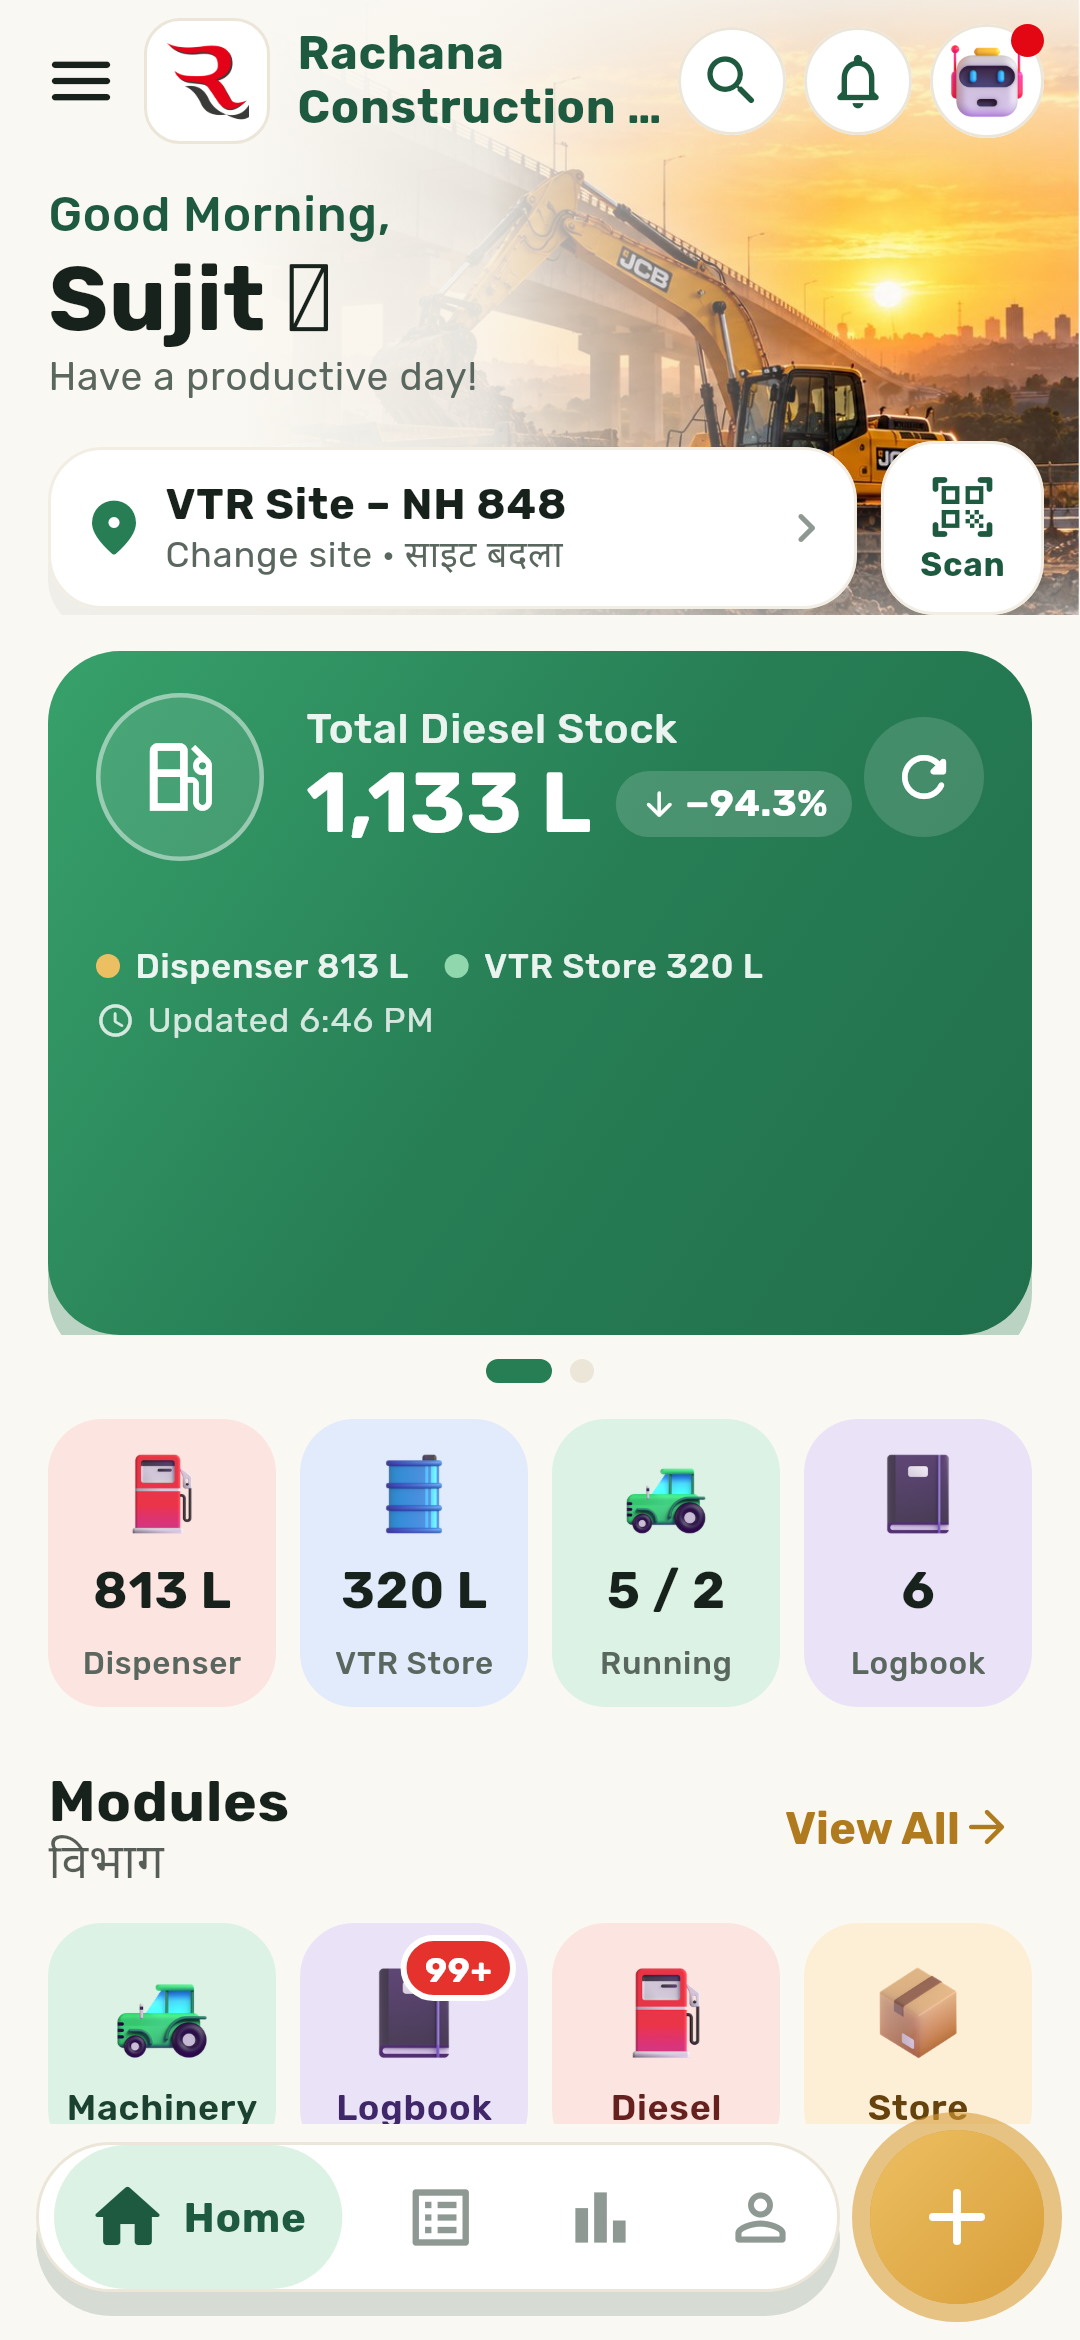 Rachana
Construction ...
Good Morning,
Sujit
Have a productive day!
JCB
VTR Site – NH 848
Change site • साइट बदला
Scan
Total Diesel Stock
1,133 L
–94.3%
Dispenser 813 L
VTR Store 320 L
Updated 6:46 PM
813 L
Dispenser
320 L
VTR Store
5 / 2
Running
6
Logbook
Modules
विभाग
View All
99+
Machinery
Logbook
Diesel
Store
Home